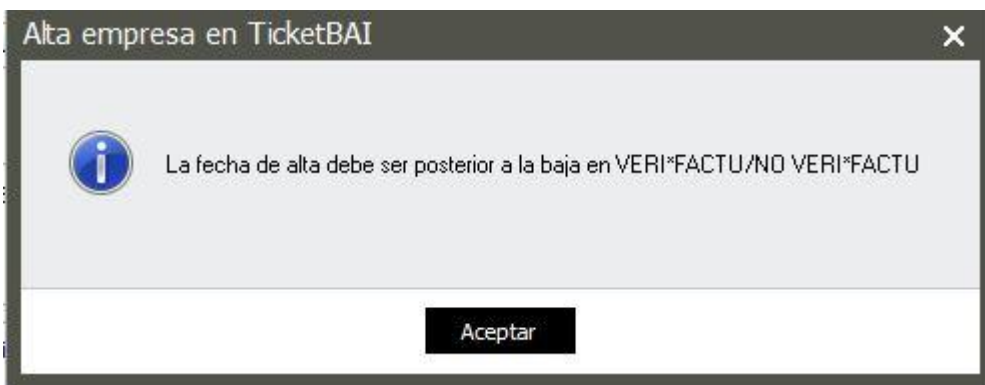 Alta empresa en TicketBAI
La fecha de alta debe ser posterior a la baja en VERI*FACTU/NO VERI*FACTU
Aceptar